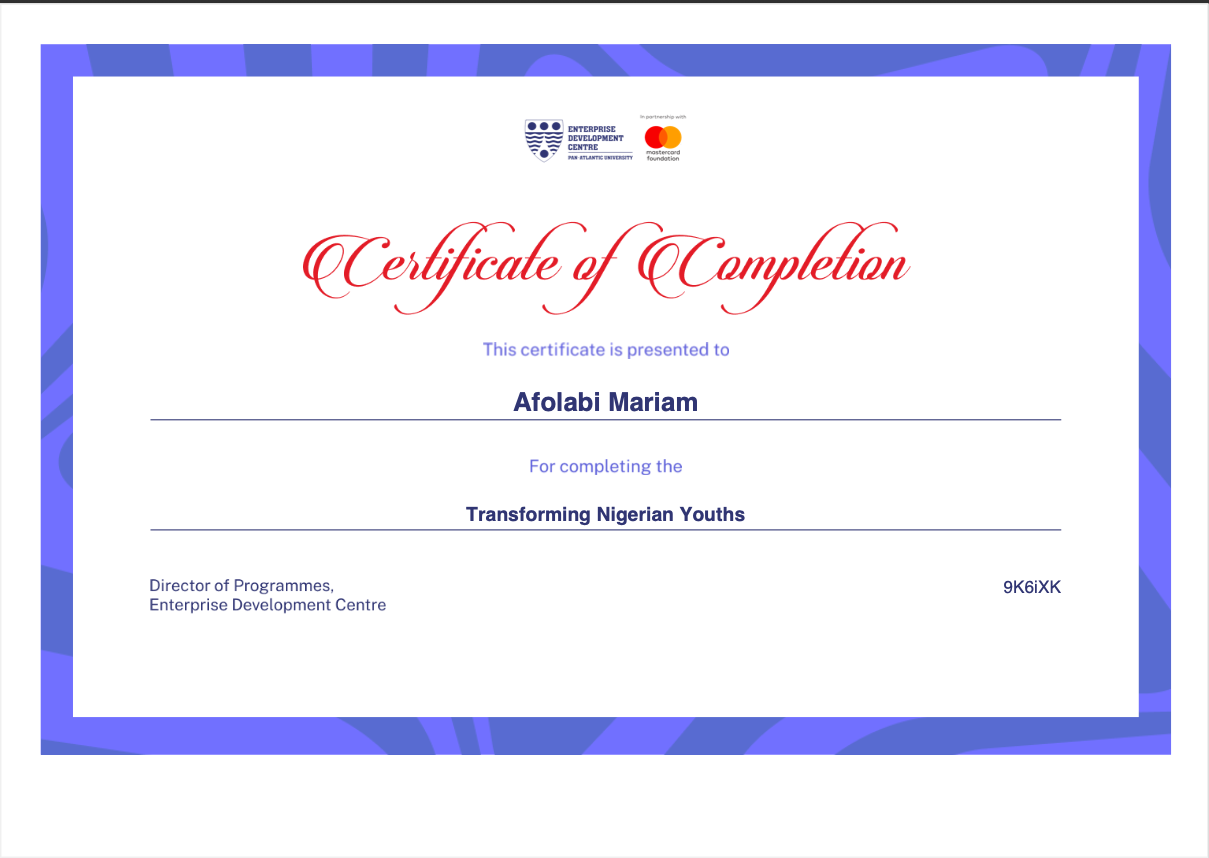 In partnership with
ENTERPRISE
DEVELOPMENT
CENTRE
PAN-ATLANTIC UNIVERSITY
mastercard
foundation
Certificate of Completion
This certificate is presented to
Afolabi Mariam
For completing the
Transforming Nigerian Youths
Director of Programmes,
Enterprise Development Centre
9K6iXK